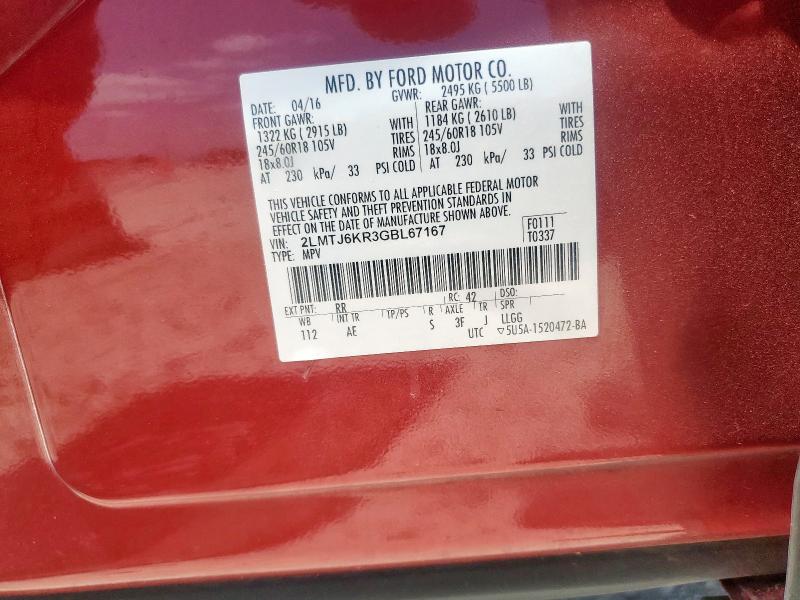 MFD. BY FORD MOTOR CO.
DATE: 04/16 GVWR: 2495 KG ( 5500 LB)
FRONT GAWR: REAR GAWR:
1322 KG ( 2915 LB) WITH 1184 KG ( 2610 LB) WITH
245/60R18 105V TIRES 245/60R18 105V TIRES
18x8.0J RIMS 18x8.0J RIMS
AT 230 kPa/ 33 PSI COLD AT 230 kPa/ 33 PSI COLD
THIS VEHICLE CONFORMS TO ALL APPLICABLE FEDERAL MOTOR
VEHICLE SAFETY AND THEFT PREVENTION STANDARDS IN
EFFECT ON THE DATE OF MANUFACTURE SHOWN ABOVE.
VIN: 2LMTJ6KR3GBL67167 F0111
TYPE: MPV T0337
EXT PNT: RR RC: 42 DSO:
WB INT TR TP/PS R AXLE TR SPR
112 AE S 3F J LLGG
UTC ▽5U5A-1520472-BA